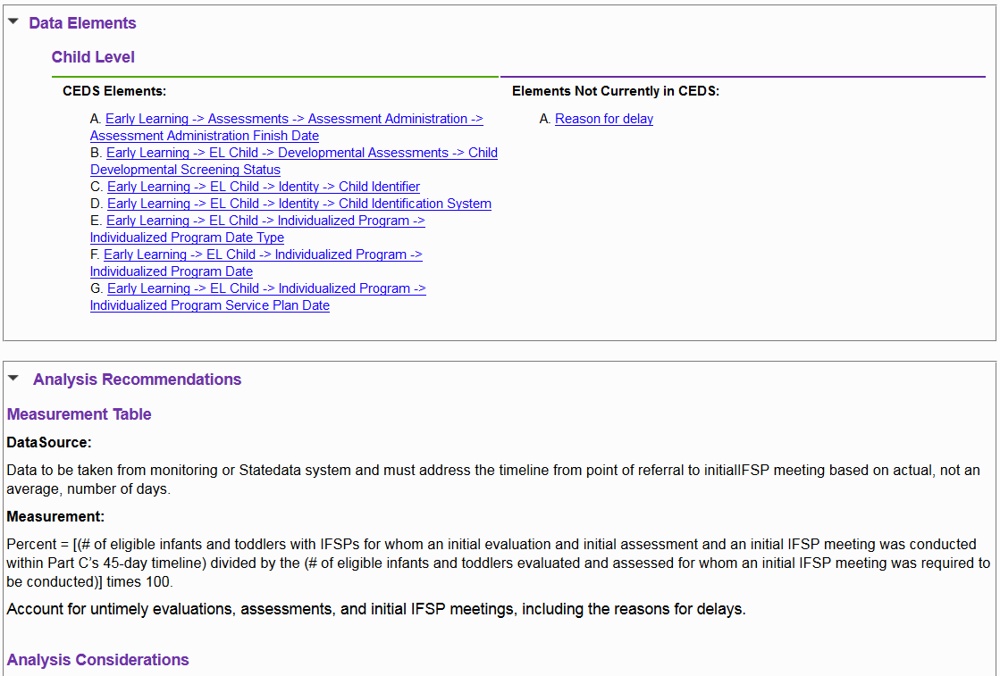 Data Elements
Child Level
CEDS Elements:
A. Early Learning -> Assessments -> Assessment Administration ->
Assessment Administration Finish Date
B. Early Learning -> EL Child -> Developmental Assessments -> Child
Developmental Screening Status
C. Early Learning -> EL Child -> Identity -> Child Identifier
D. Early Learning -> EL Child -> Identity -> Child Identification System
E. Early Learning -> EL Child -> Individualized Program ->
Individualized Program Date Type
F. Early Learning -> EL Child -> Individualized Program ->
Individualized Program Date
G. Early Learning -> EL Child -> Individualized Program ->
Individualized Program Service Plan Date
Elements Not Currently in CEDS:
A. Reason for delay
Analysis Recommendations
Measurement Table
DataSource:
Data to be taken from monitoring or Statedata system and must address the timeline from point of referral to initialIFSP meeting based on actual, not an
average, number of days.
Measurement:
Percent = [(# of eligible infants and toddlers with IFSPs for whom an initial evaluation and initial assessment and an initial IFSP meeting was conducted
within Part C’s 45-day timeline) divided by the (# of eligible infants and toddlers evaluated and assessed for whom an initial IFSP meeting was required to
be conducted)] times 100.
Account for untimely evaluations, assessments, and initial IFSP meetings, including the reasons for delays.
Analysis Considerations